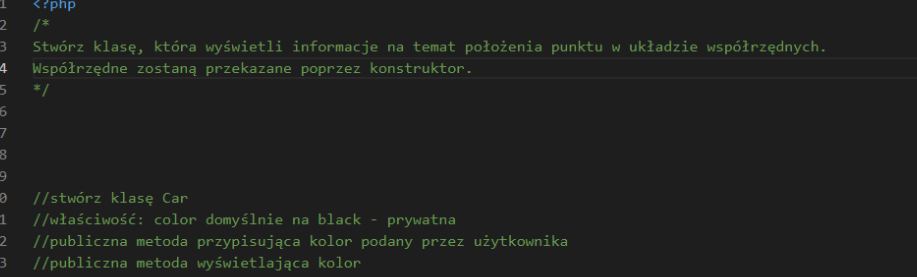 1 <?php
2 /*
3 Stwórz klasę, która wyświetli informacje na temat położenia punktu w układzie współrzędnych.
4 Współrzędne zostaną przekazane poprzez konstruktor.
5 */
6
7
8
9
0 //stwórz klasę Car
1 //właściwość: color domyślnie na black - prywatna
2 //publiczna metoda przypisująca kolor podany przez użytkownika
3 //publiczna metoda wyświetlająca kolor